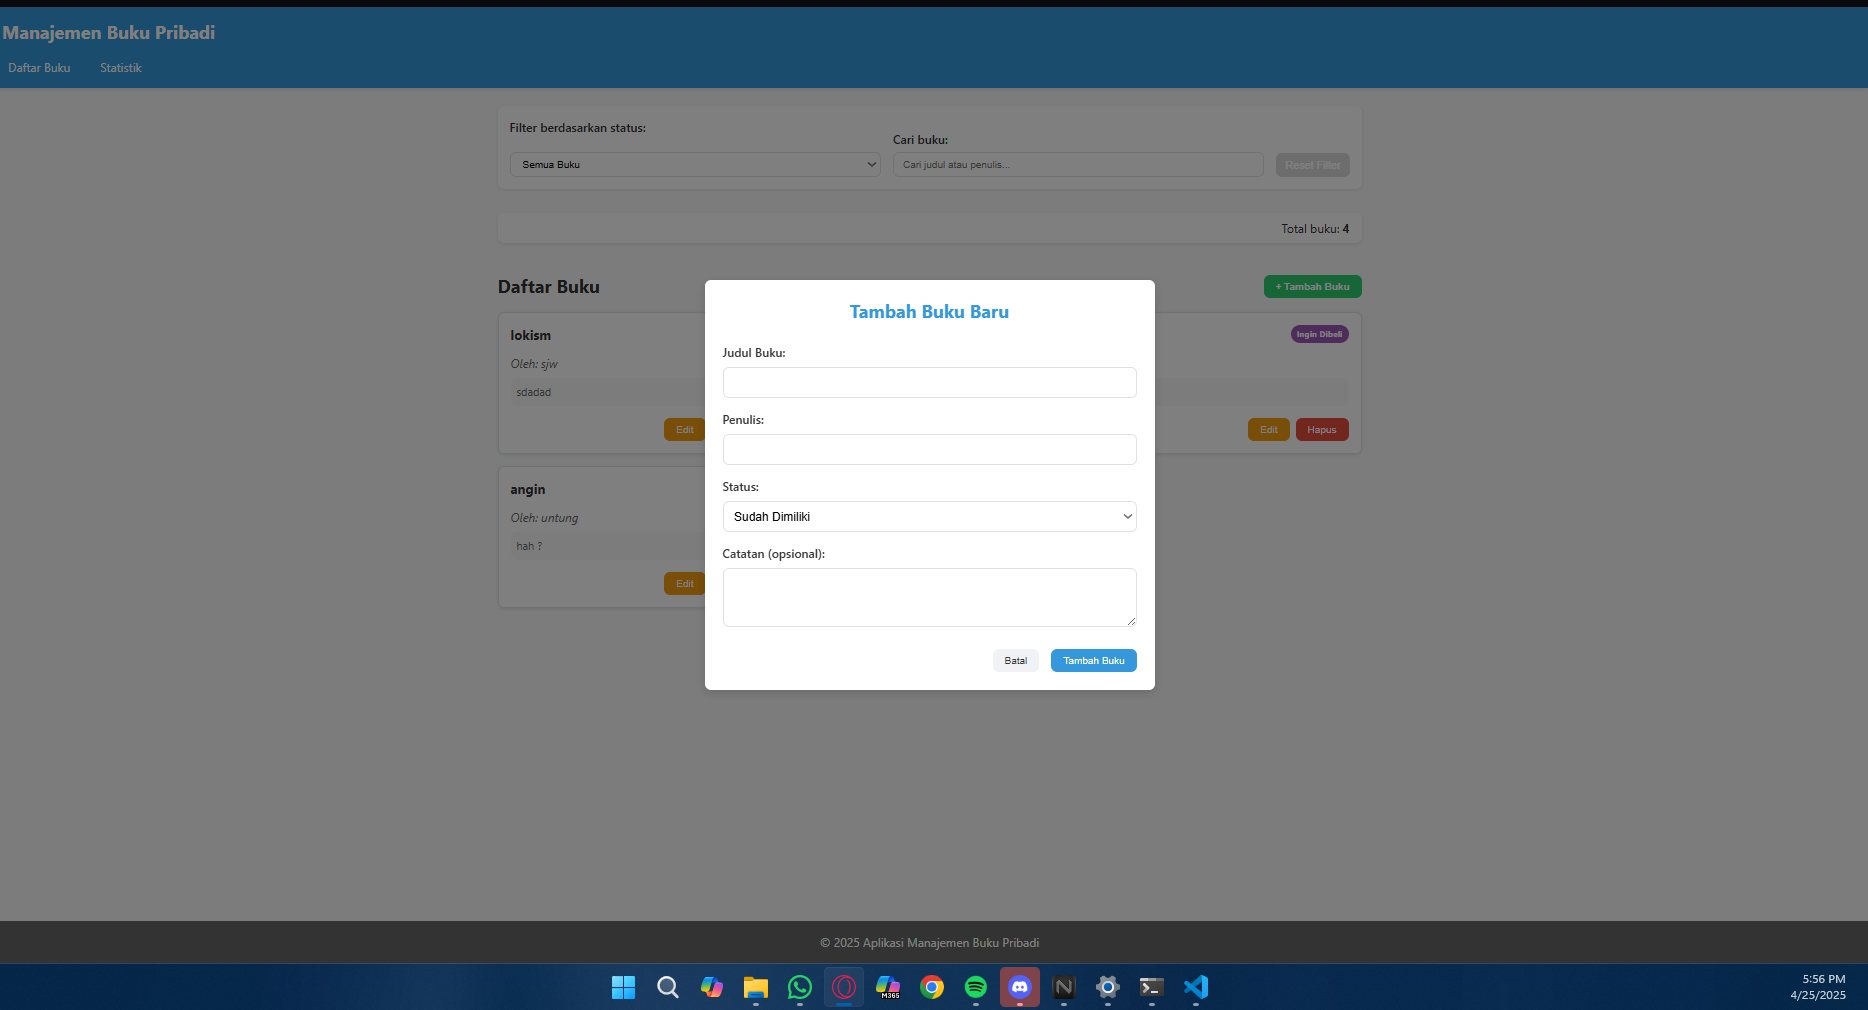 Manajemen Buku Pribadi
Daftar Buku Statistik
Filter berdasarkan status:
Cari buku:
Semua Buku
Cari judul atau penulis...
Reset Filter
Total buku: 4
Daftar Buku
+ Tambah Buku
lokism
Oleh: sjw
sdadad
Edit
Ingin Dibeli
Edit Hapus
angin
Oleh: untung
hah ?
Edit
Tambah Buku Baru
Judul Buku:
Penulis:
Status:
Sudah Dimiliki
Catatan (opsional):
Batal Tambah Buku
© 2025 Aplikasi Manajemen Buku Pribadi
M365
5:56 PM
4/25/2025